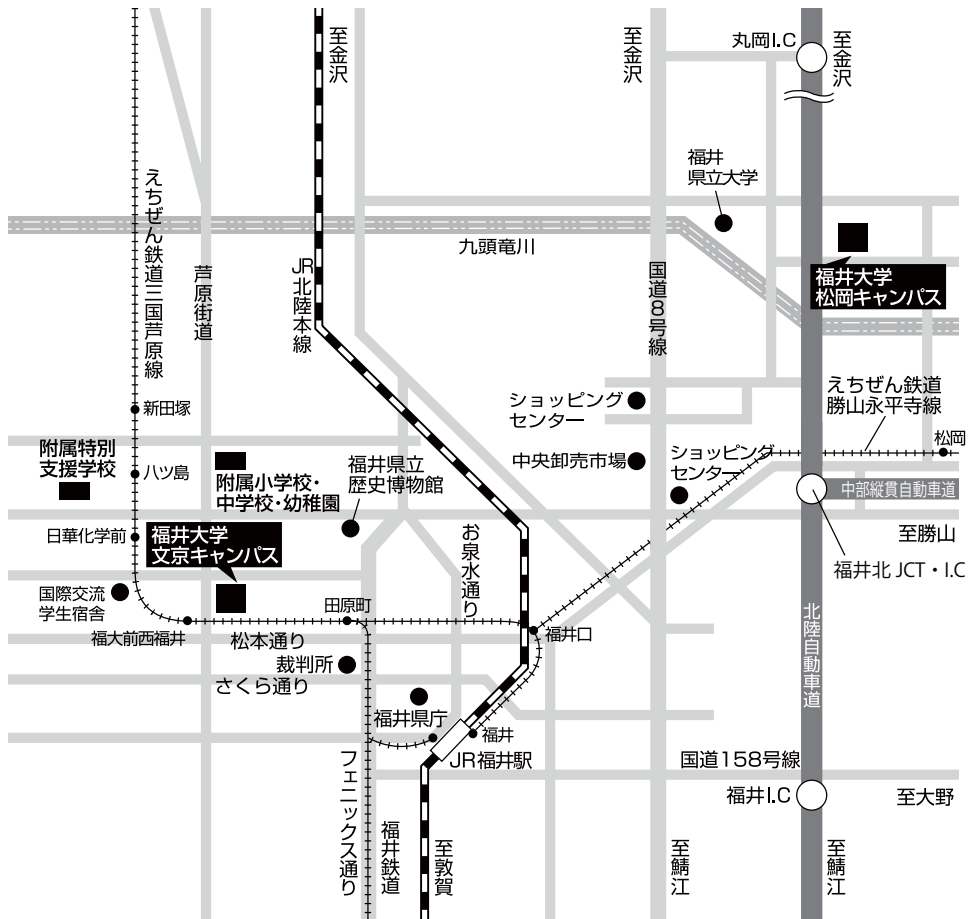 至金沢
至金沢
丸岡I.C
至金沢
福井
県立大学
えちぜん鉄道三国芦原線
九頭竜川
芦原街道
JR北陸本線
国道8号線
福井大学
松岡キャンパス
えちぜん鉄道
勝山永平寺線
新田塚
ショッピング
センター
松岡
附属特別
支援学校
八ツ島
附属小学校・
中学校・幼稚園
福井県立
歴史博物館
中央卸売市場
ショッピング
センター
中部縦貫自動車道
日華化学前
福井大学
文京キャンパス
お泉水通り
至勝山
福井北JCT・I.C
国際交流
学生宿舎
田原町
福大前西福井
松本通り
福井口
北陸自動車道
裁判所
さくら通り
福井県庁
福井
JR福井駅
国道158号線
フェニックス通り
福井鉄道
至敦賀
福井I.C
至大野
至鯖江
至鯖江